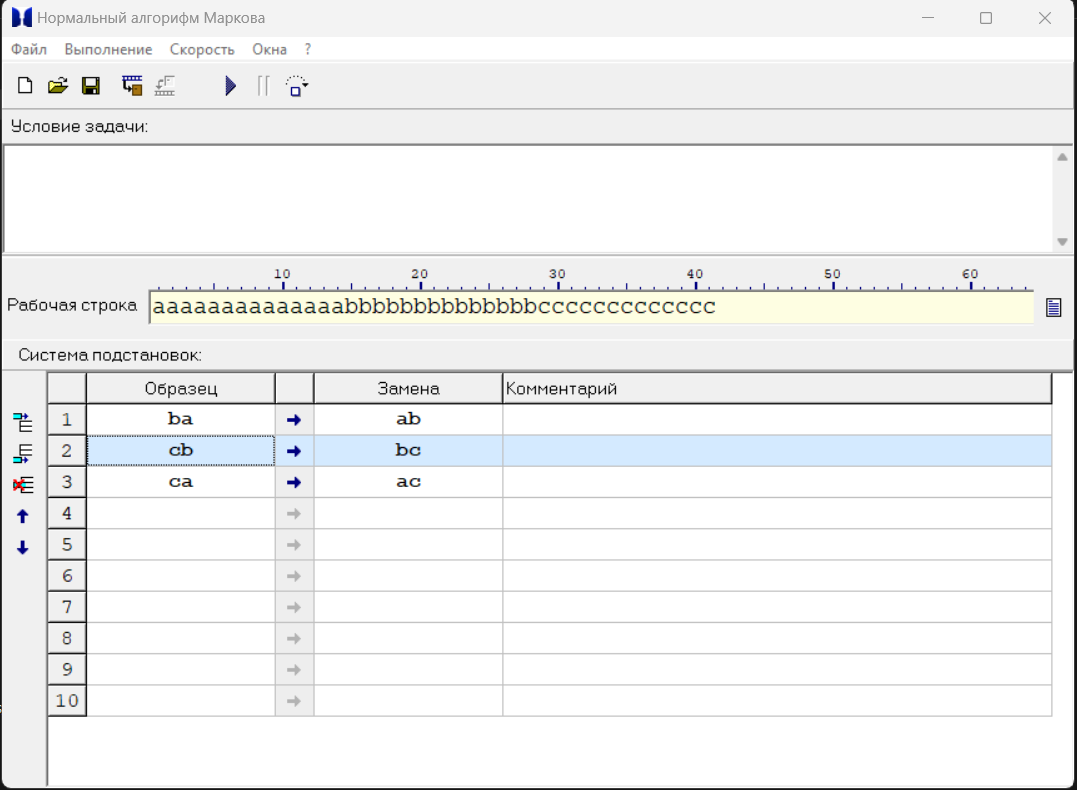 Нормальный алгорифм Маркова
Файл Выполнение Скорость Окна ?
Условие задачи:
10 20 30 40 50 60
Рабочая строка aaaaaaaaaaaaaabbbbbbbbbbbbbbccccccccccccc
Система подстановок:
Образец Замена Комментарий
1 ba → ab
2 cb → bc
3 ca → ac
4 →
5 →
6 →
7 →
8 →
9 →
10 →